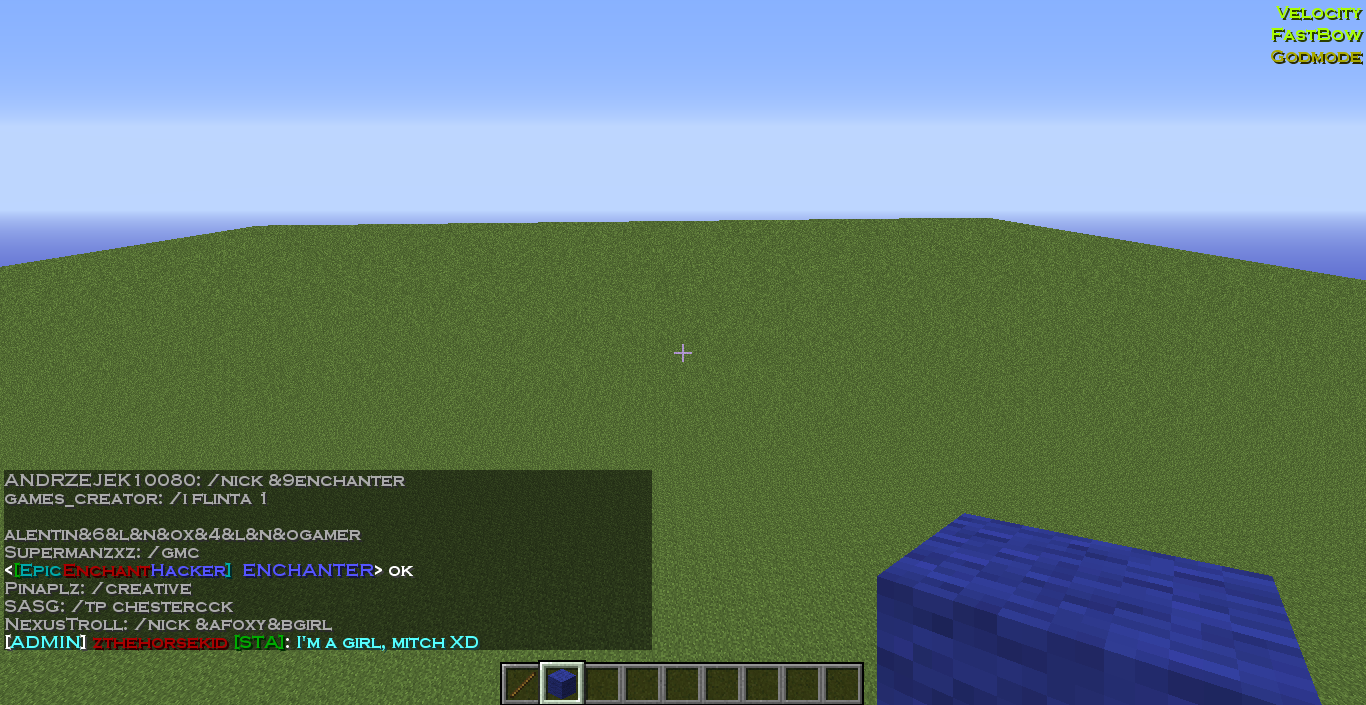 Velocity
FastBow
Godmode
ANDRZEJEK10080: /nick &9enchanter
games_creator: /i flinta 1
alentin&6&l&n&ox&4&l&n&ogamer
Supermanzxz: /gmc
<[EpicEnchantHacker] ENCHANTER> ok
Pinaplz: /creative
SASG: /tp chestercck
NexusTroll: /nick &afoxy&bgirl
[ADMIN] zthehorsekid [STA]: I'm a girl, mitch XD